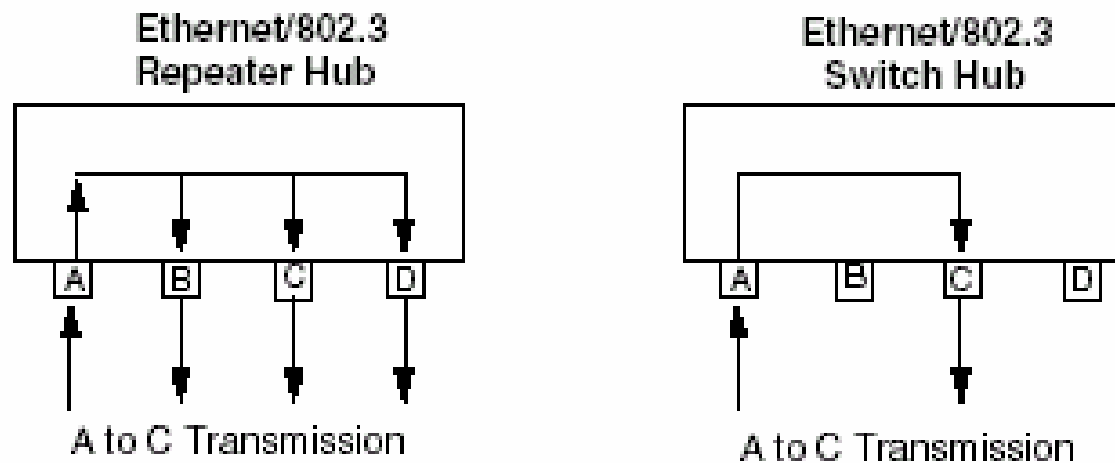 Ethernet/802.3
Repeater Hub
A
B
C
D
A to C Transmission
Ethernet/802.3
Switch Hub
A
B
C
D
A to C Transmission